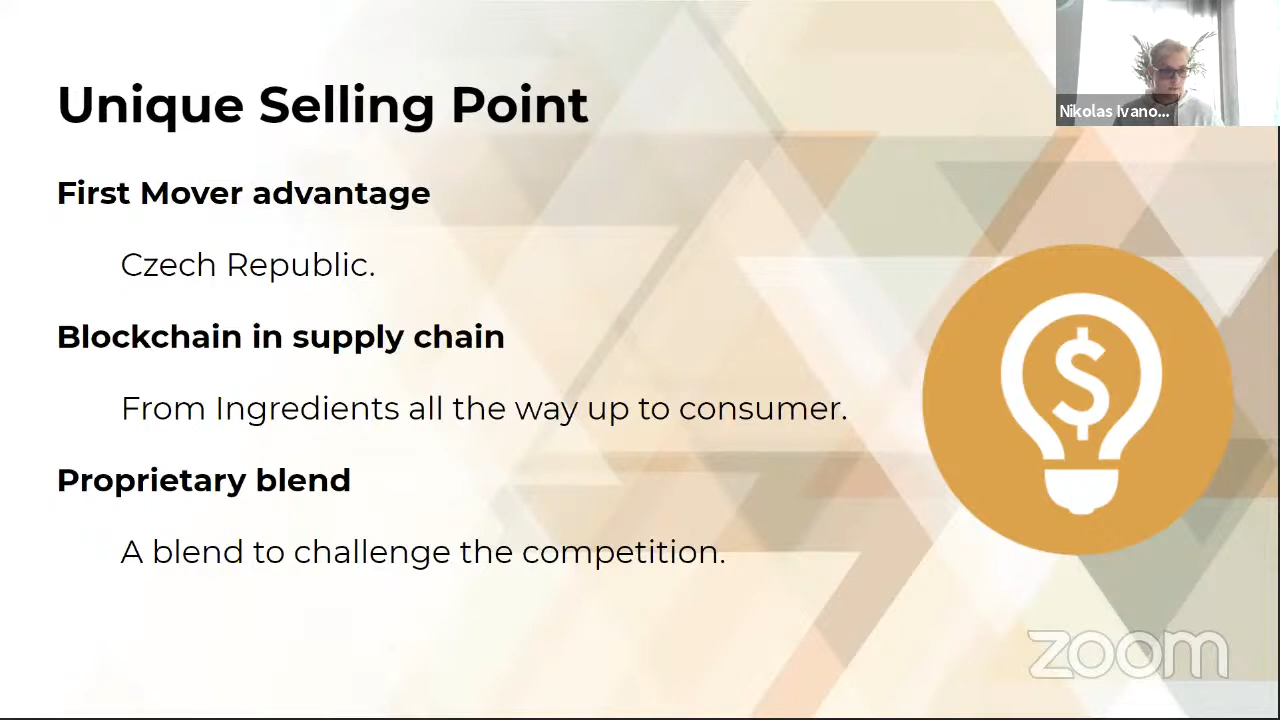 Unique Selling Point
Nikolas Ivano...
First Mover advantage
Czech Republic.
Blockchain in supply chain
From Ingredients all the way up to consumer.
$
Proprietary blend
A blend to challenge the competition.
zoom